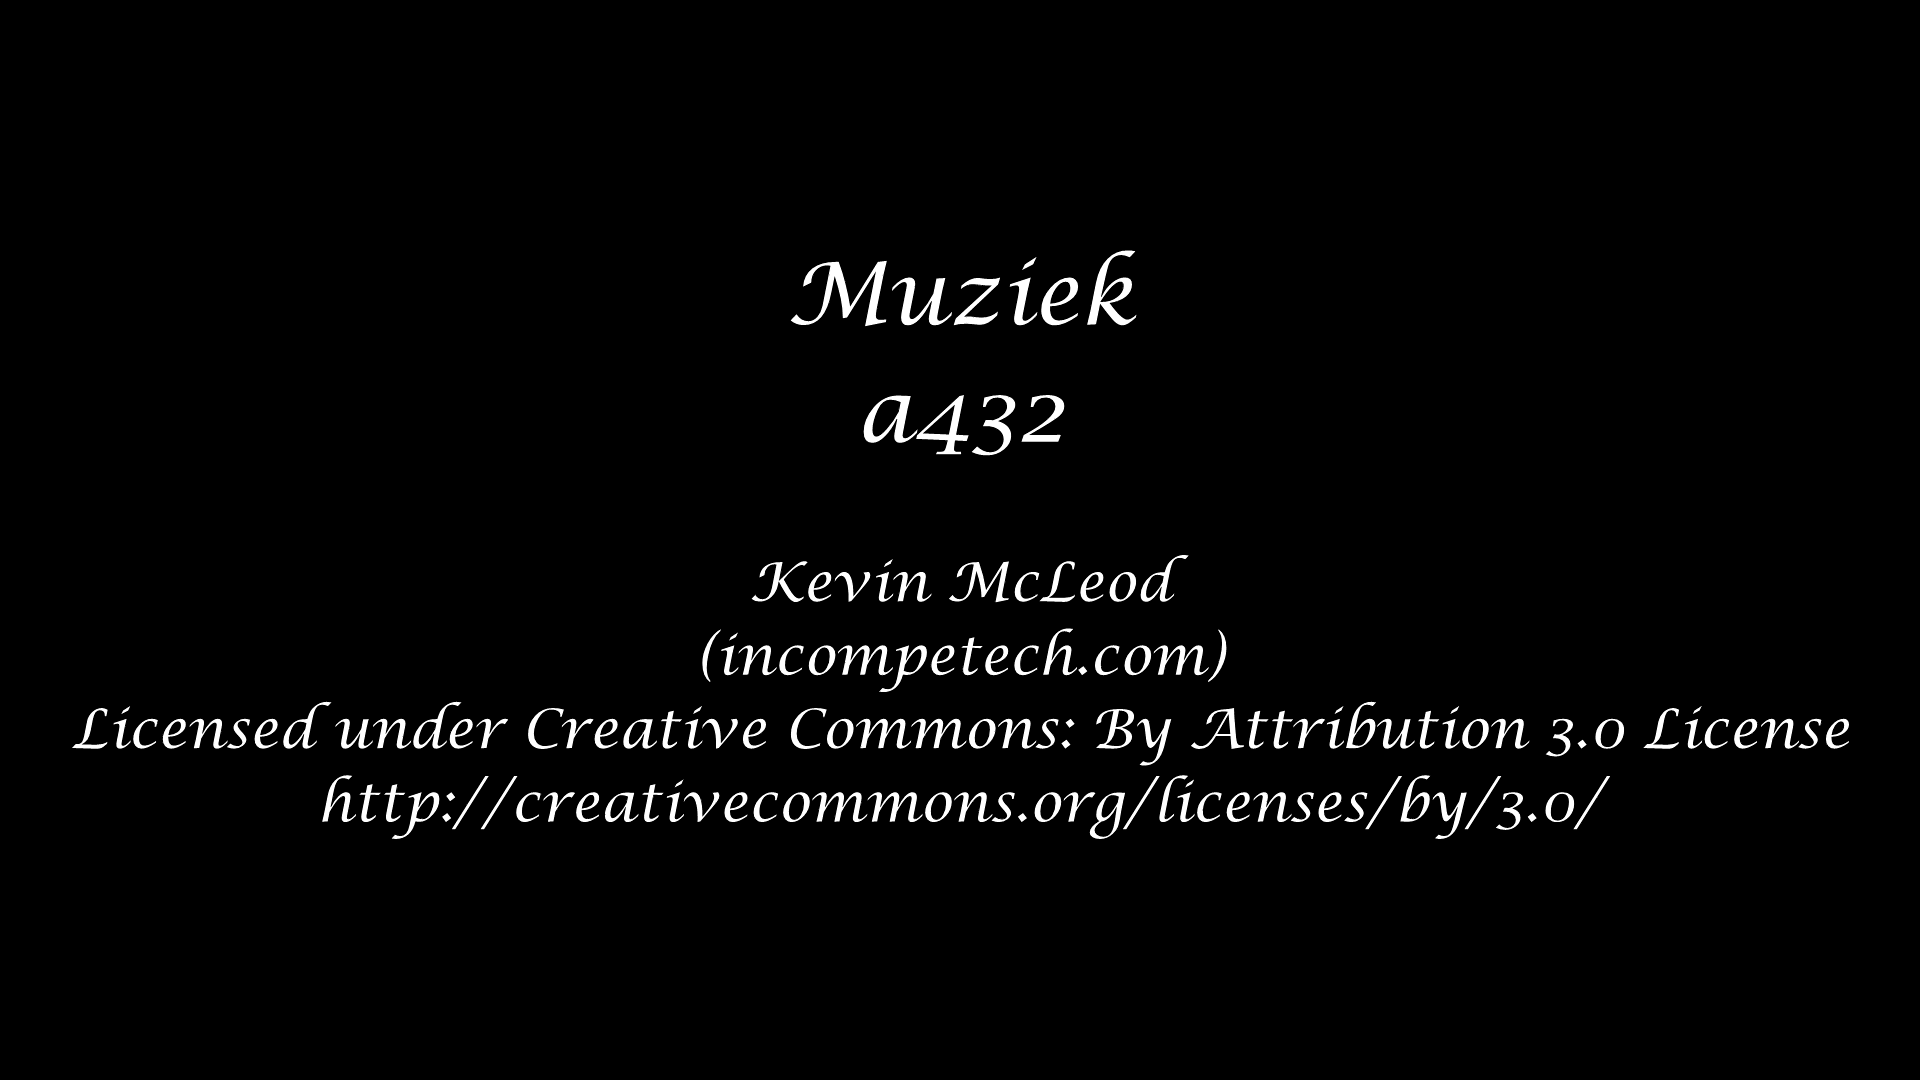 Muziek
a432
Kevin McLeod
(incompetech.com)
Licensed under Creative Commons: By Attribution 3.0 License
http://creativecommons.org/licenses/by/3.0/